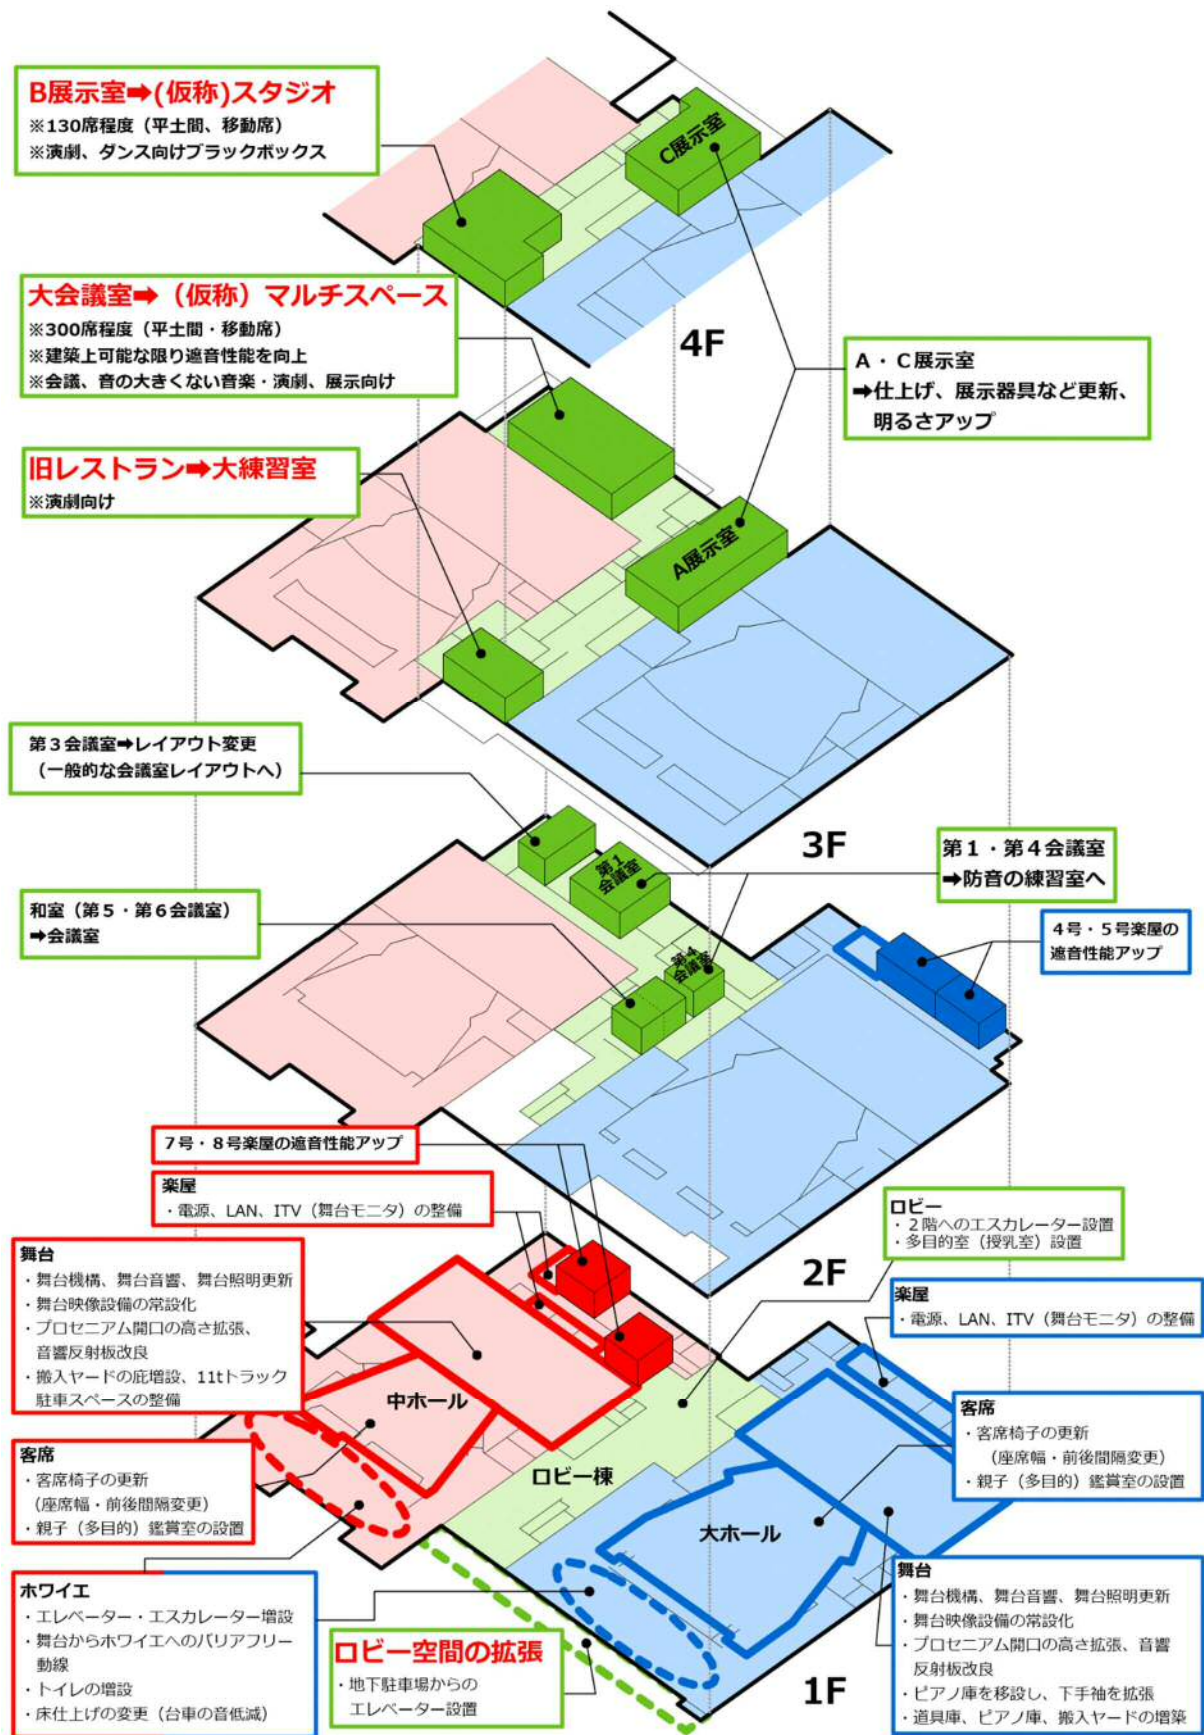 B展示室➡(仮称)スタジオ
※130席程度（平土間、移動席）
※演劇、ダンス向けブラックボックス
C展示室
大会議室➡（仮称）マルチスペース
※300席程度（平土間・移動席）
※建築上可能な限り遮音性能を向上
※会議、音の大きくない音楽・演劇、展示向け
4F
A・C展示室
➡仕上げ、展示器具など更新、
明るさアップ
旧レストラン➡大練習室
※演劇向け
A展示室
第３会議室➡レイアウト変更
（一般的な会議室レイアウトへ）
3F
第１・第４会議室
➡防音の練習室へ
第１
会議室
和室（第５・第６会議室）
➡会議室
第４
会議室
４号・５号楽屋の
遮音性能アップ
７号・８号楽屋の遮音性能アップ
楽屋
・電源、LAN、ITV（舞台モニタ）の整備
ロビー
・２階へのエスカレーター設置
・多目的室（授乳室）設置
2F
舞台
・舞台機構、舞台音響、舞台照明更新
・舞台映像設備の常設化
・プロセニアム開口の高さ拡張、
音響反射板改良
・搬入ヤードの庇増設、11tトラック
駐車スペースの整備
楽屋
・電源、LAN、ITV（舞台モニタ）の整備
中ホール
客席
・客席椅子の更新
（座席幅・前後間隔変更）
・親子（多目的）鑑賞室の設置
客席
・客席椅子の更新
（座席幅・前後間隔変更）
・親子（多目的）鑑賞室の設置
ロビー棟
大ホール
ホワイエ
・エレベーター・エスカレーター増設
・舞台からホワイエへのバリアフリー
動線
・トイレの増設
・床仕上げの変更（台車の音低減）
ロビー空間の拡張
・地下駐車場からの
エレベーター設置
1F
舞台
・舞台機構、舞台音響、舞台照明更新
・舞台映像設備の常設化
・プロセニアム開口の高さ拡張、音響
反射板改良
・ピアノ庫を移設し、下手袖を拡張
・道具庫、ピアノ庫、搬入ヤードの増築